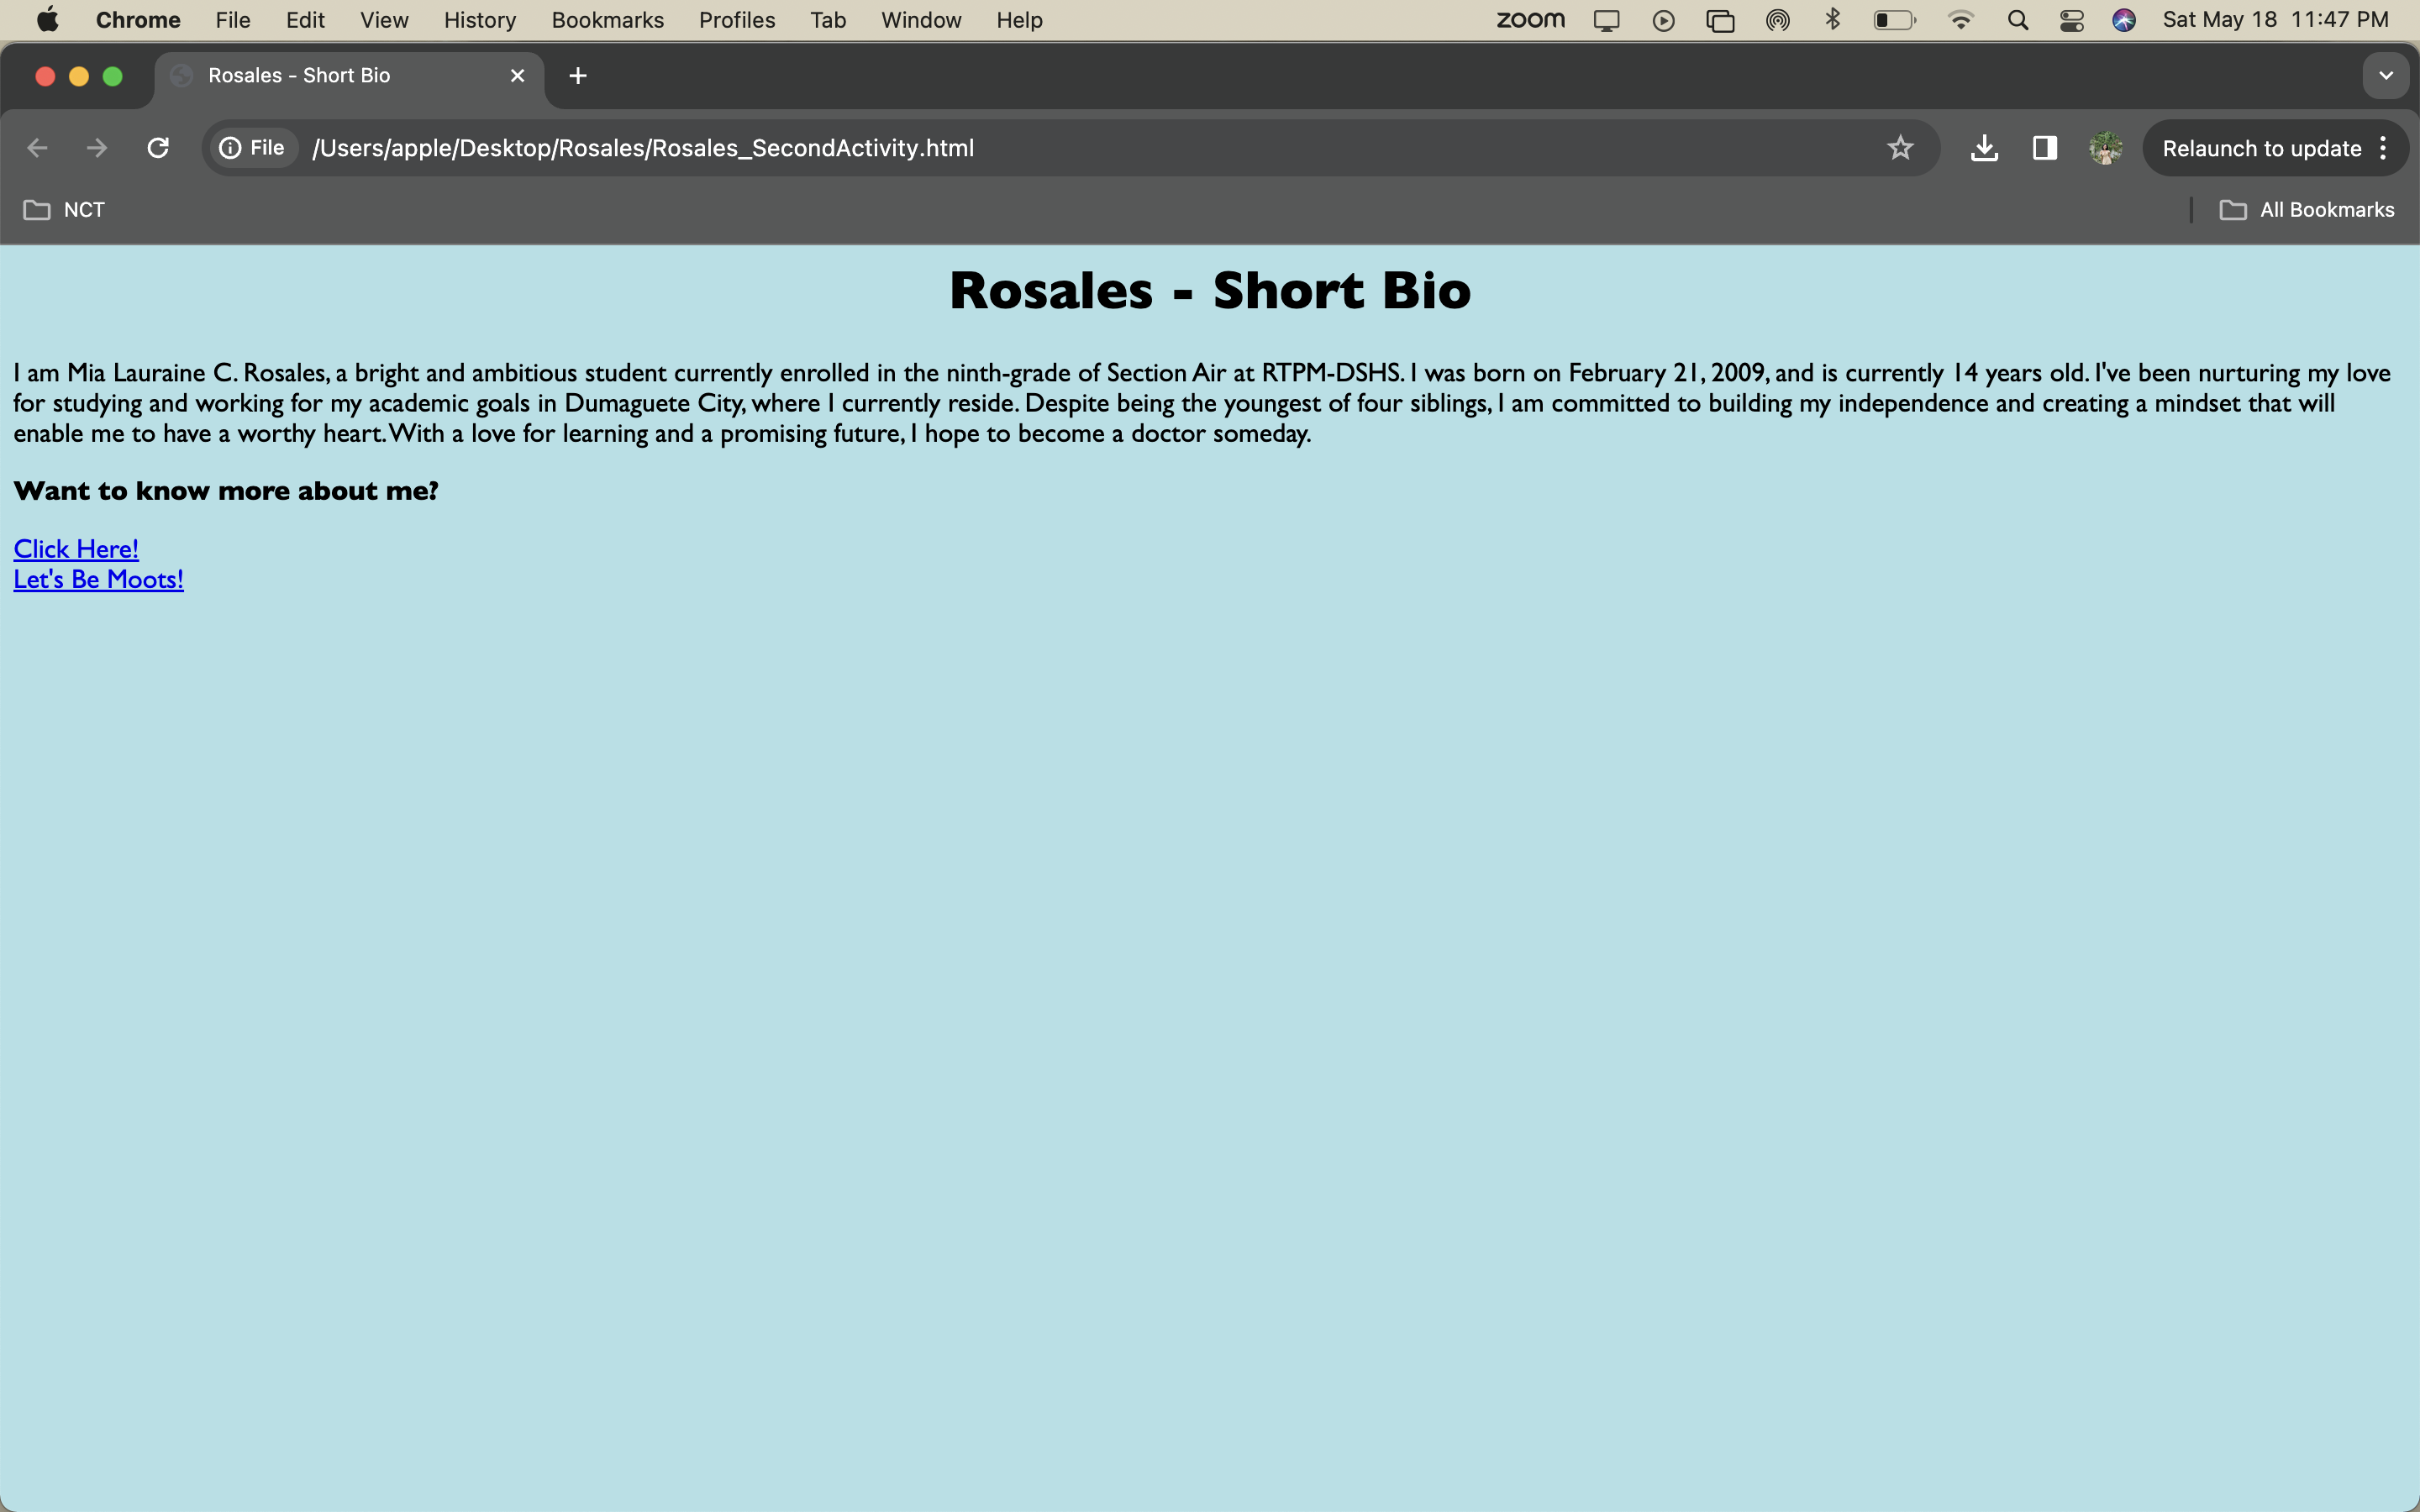 Chrome File Edit View History Bookmarks Profiles Tab Window Help zoom Sat May 18 11:47 PM
Rosales - Short Bio
File /Users/apple/Desktop/Rosales/Rosales_SecondActivity.html Relaunch to update
NCT All Bookmarks
Rosales - Short Bio
I am Mia Lauraine C. Rosales, a bright and ambitious student currently enrolled in the ninth-grade of Section Air at RTPM-DSHS. I was born on February 21, 2009, and is currently 14 years old. I've been nurturing my love
for studying and working for my academic goals in Dumaguete City, where I currently reside. Despite being the youngest of four siblings, I am committed to building my independence and creating a mindset that will
enable me to have a worthy heart. With a love for learning and a promising future, I hope to become a doctor someday.
Want to know more about me?
Click Here!
Let's Be Moots!